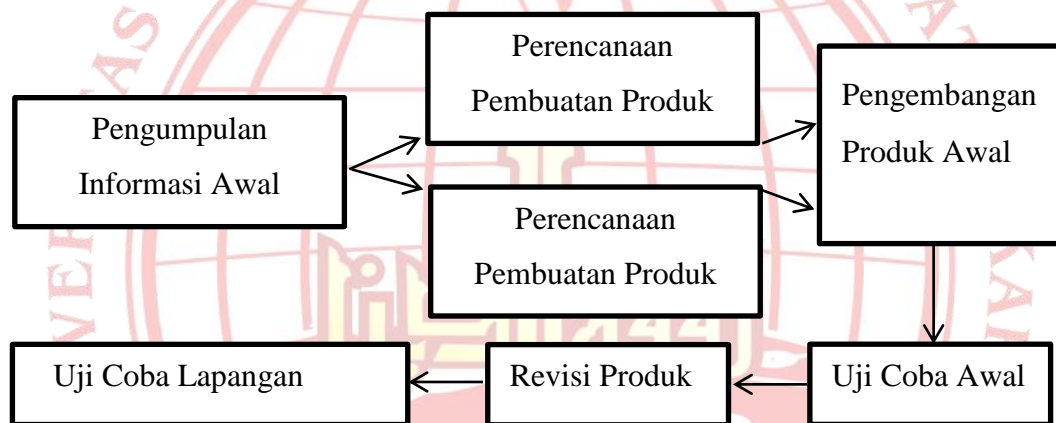 Pengumpulan
Informasi Awal
Perencanaan
Pembuatan Produk
Perencanaan
Pembuatan Produk
Pengembangan
Produk Awal
Uji Coba Awal
Revisi Produk
Uji Coba Lapangan